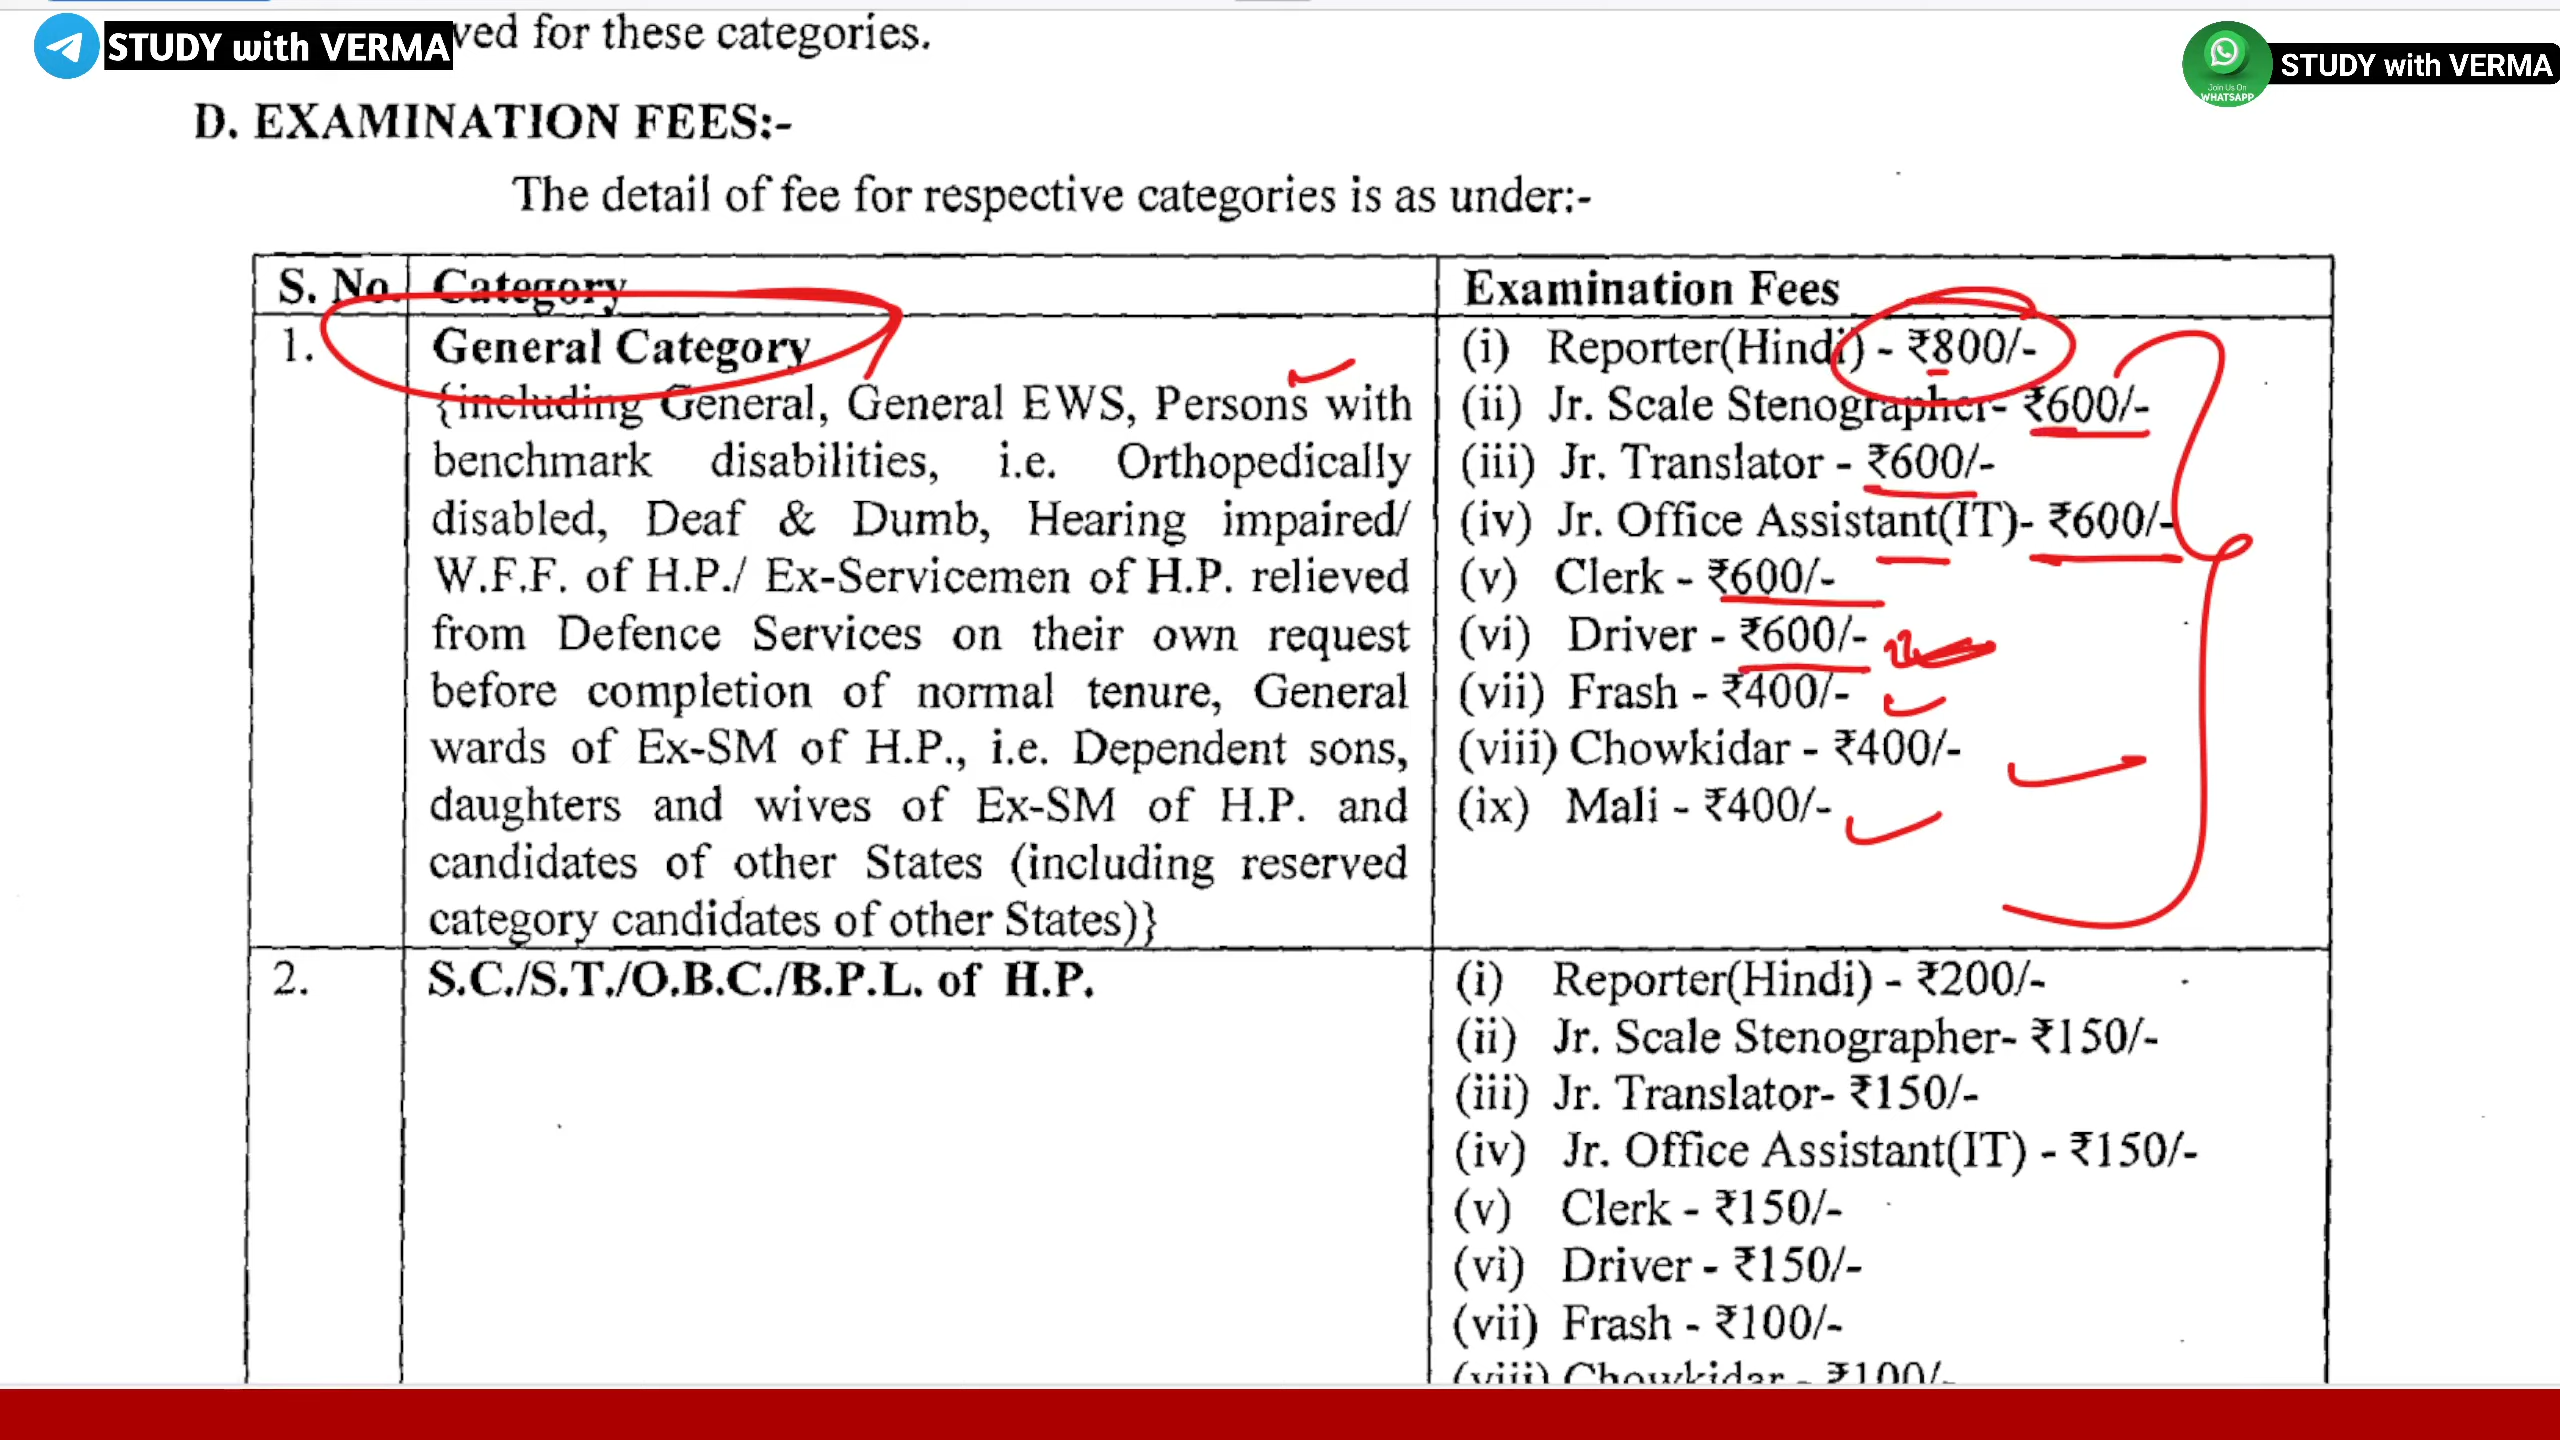 STUDY with VERMA
ved for these categories.
Join Us On
WHATSAPP
STUDY with VERMA
D. EXAMINATION FEES:-
The detail of fee for respective categories is as under:-
S. No. Category Examination Fees
1. General Category
{including General, General EWS, Persons with
benchmark disabilities, i.e. Orthopedically
disabled, Deaf & Dumb, Hearing impaired/
W.F.F. of H.P./ Ex-Servicemen of H.P. relieved
from Defence Services on their own request
before completion of normal tenure, General
wards of Ex-SM of H.P., i.e. Dependent sons,
daughters and wives of Ex-SM of H.P. and
candidates of other States (including reserved
category candidates of other States)}
(i) Reporter(Hindi) - ₹800/-
(ii) Jr. Scale Stenographer- ₹600/-
(iii) Jr. Translator - ₹600/-
(iv) Jr. Office Assistant(IT)- ₹600/-
(v) Clerk - ₹600/-
(vi) Driver - ₹600/-
(vii) Frash - ₹400/-
(viii) Chowkidar - ₹400/-
(ix) Mali - ₹400/-
2. S.C./S.T./O.B.C./B.P.L. of H.P.
(i) Reporter(Hindi) - ₹200/-
(ii) Jr. Scale Stenographer- ₹150/-
(iii) Jr. Translator- ₹150/-
(iv) Jr. Office Assistant(IT) - ₹150/-
(v) Clerk - ₹150/-
(vi) Driver - ₹150/-
(vii) Frash - ₹100/-
(viii) Chowkidar - ₹100/-